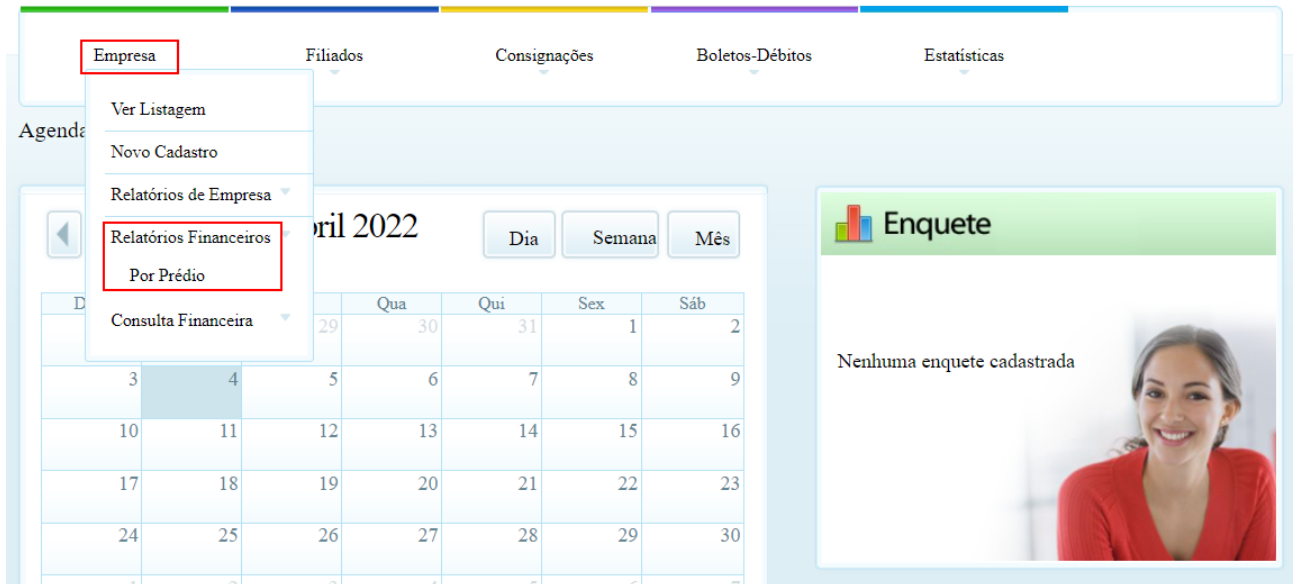 Empresa Filiados Consignações Boletos-Débitos Estatísticas
Ver Listagem
Agenda
Novo Cadastro
Relatórios de Empresa
Relatórios Financeiros
Por Prédio
Consulta Financeira
2022
Dia Semana Mês
Enquete
Qua Qui Sex Sáb
29 30 31 1 2
Nenhuma enquete cadastrada
3 4 5 6 7 8 9
10 11 12 13 14 15 16
17 18 19 20 21 22 23
24 25 26 27 28 29 30